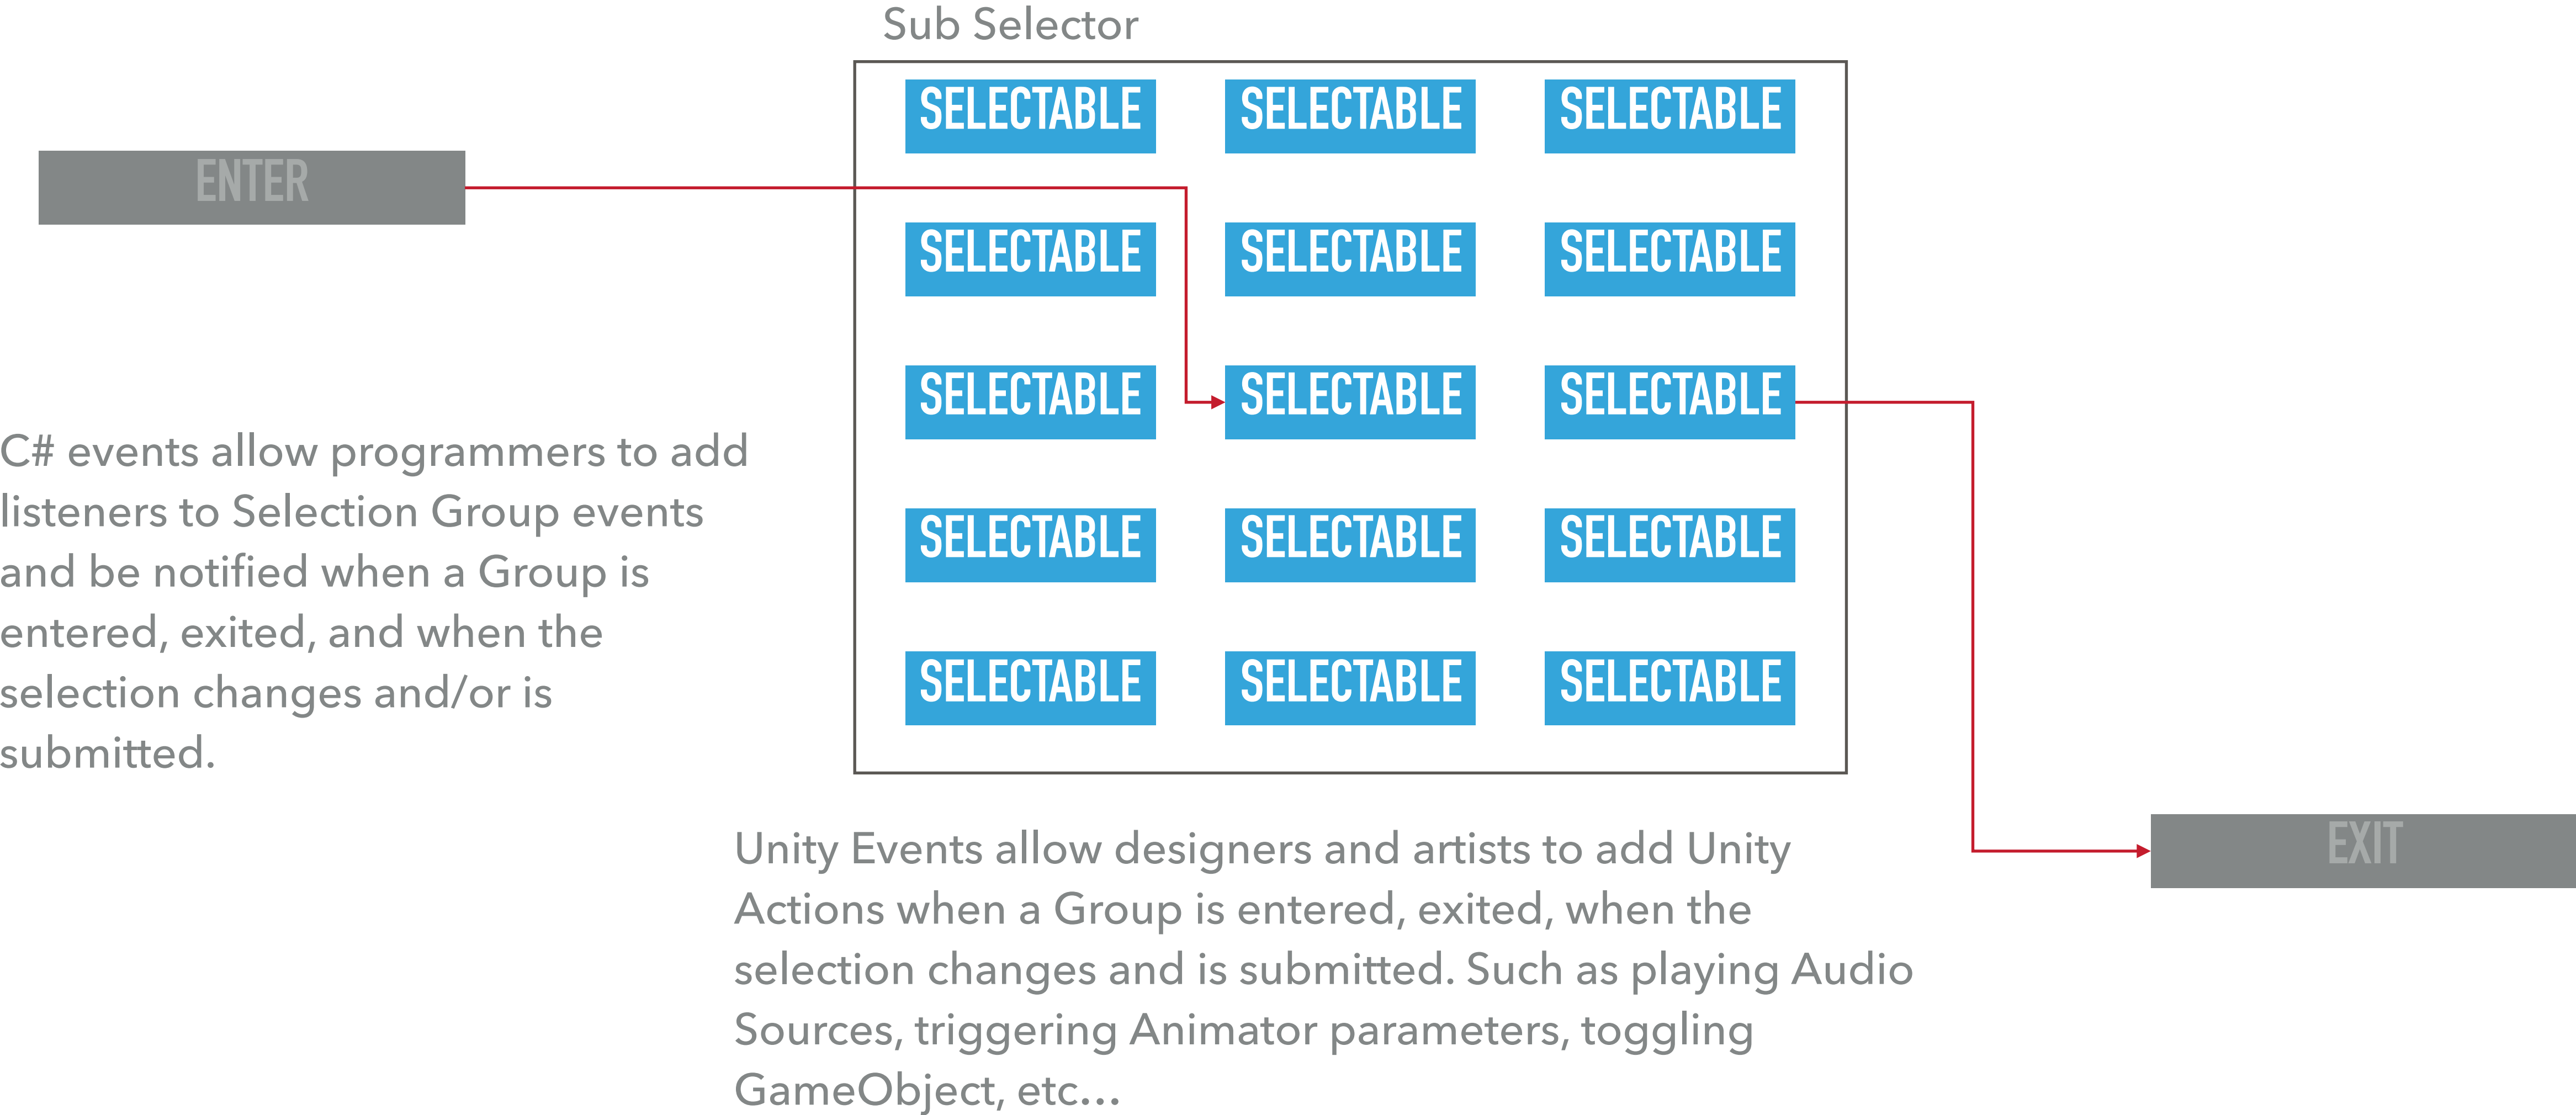 Sub Selector
SELECTABLE SELECTABLE SELECTABLE
ENTER
SELECTABLE SELECTABLE SELECTABLE
SELECTABLE SELECTABLE SELECTABLE
C# events allow programmers to add
listeners to Selection Group events
and be notified when a Group is
entered, exited, and when the
selection changes and/or is
submitted.
SELECTABLE SELECTABLE SELECTABLE
SELECTABLE SELECTABLE SELECTABLE
Unity Events allow designers and artists to add Unity
Actions when a Group is entered, exited, when the
selection changes and is submitted. Such as playing Audio
Sources, triggering Animator parameters, toggling
GameObject, etc…
EXIT